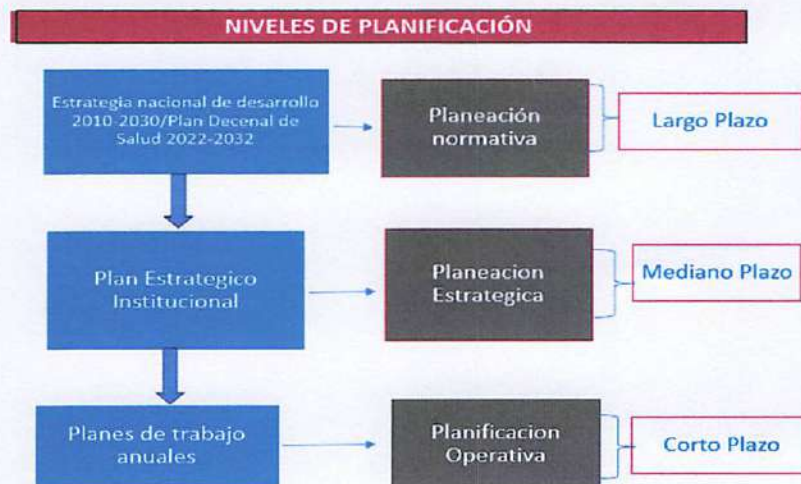 NIVELES DE PLANIFICACIÓN
Estrategia nacional de desarrollo
2010-2030/Plan Decenal de
Salud 2022-2032
Planeación
normativa
Largo Plazo
Plan Estrategico
Institucional
Planeacion
Estrategica
Mediano Plazo
Planes de trabajo
anuales
Planificacion
Operativa
Corto Plazo